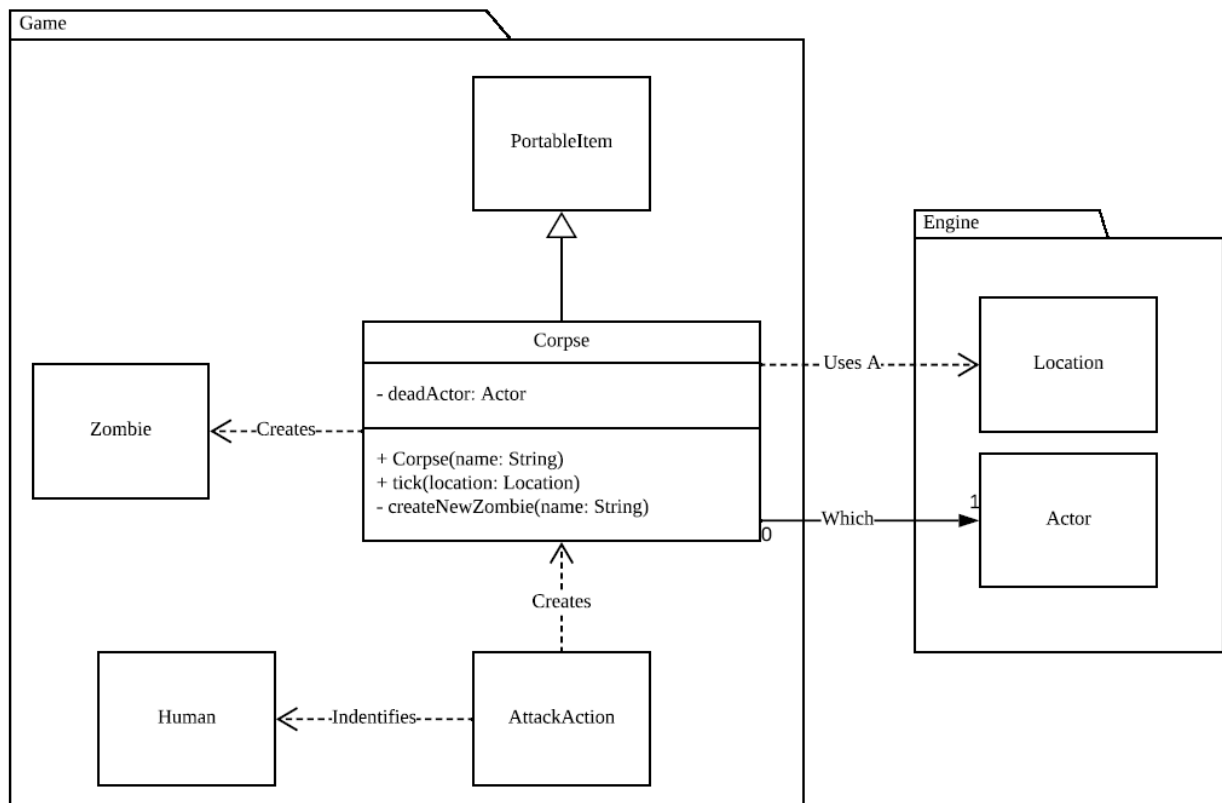 Game
PortableItem
Engine
Corpse
Uses A
Location
- deadActor: Actor
Zombie
Creates
+ Corpse(name: String)
+ tick(location: Location)
- createNewZombie(name: String)
1
Which
Actor
0
Creates
Human
Indentifies
AttackAction